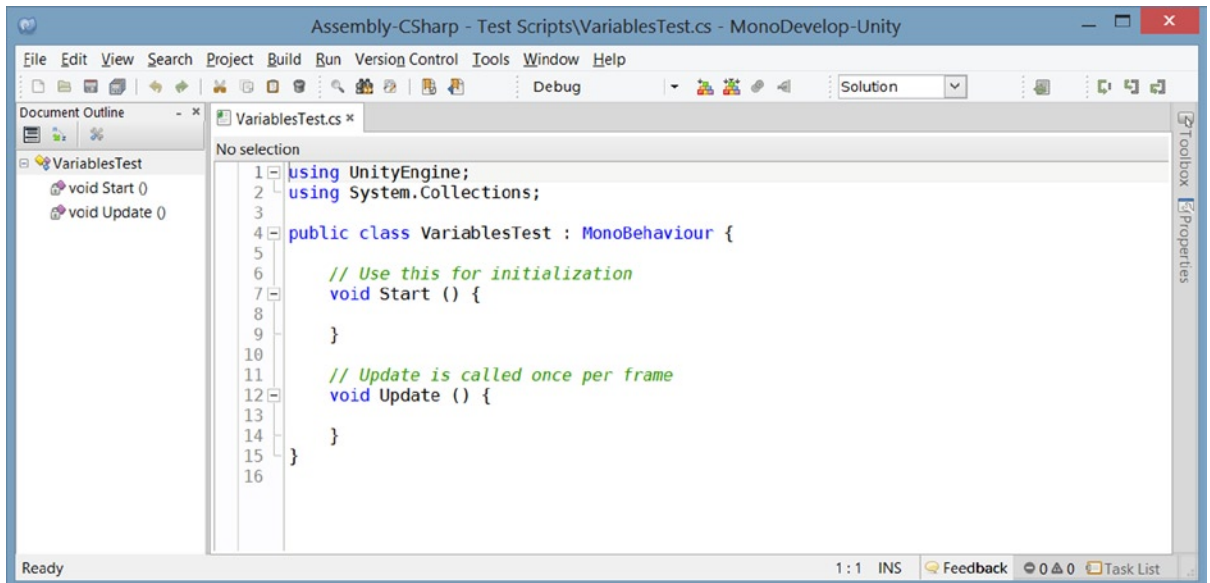 Assembly-CSharp - Test Scripts\VariablesTest.cs - MonoDevelop-Unity
File Edit View Search Project Build Run Version Control Tools Window Help
Debug Solution
Document Outline
VariablesTest.cs
No selection
VariablesTest
void Start ()
void Update ()
1 using UnityEngine;
2 using System.Collections;
3
4 public class VariablesTest : MonoBehaviour {
5
6 // Use this for initialization
7 void Start () {
8
9 }
10
11 // Update is called once per frame
12 void Update () {
13
14 }
15 }
16
Toolbox
Properties
Ready 1 : 1 INS Feedback 0 0 Task List